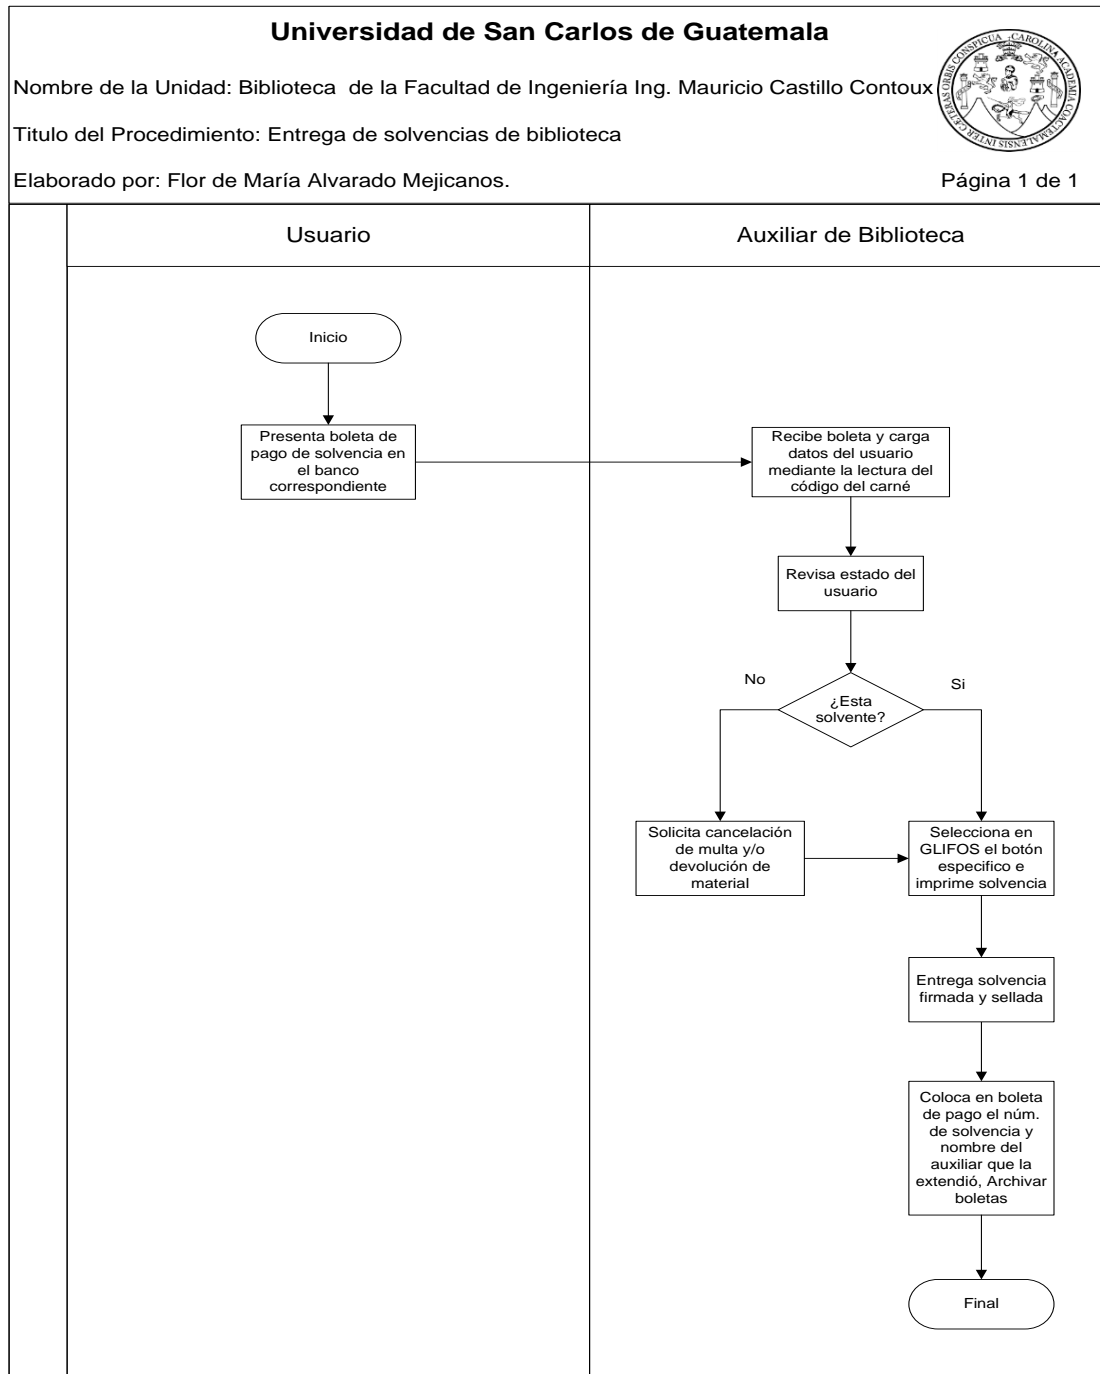 Universidad de San Carlos de Guatemala
Nombre de la Unidad: Biblioteca de la Facultad de Ingeniería Ing. Mauricio Castillo Contoux
Titulo del Procedimiento: Entrega de solvencias de biblioteca
Elaborado por: Flor de María Alvarado Mejicanos.
Página 1 de 1
Usuario
Auxiliar de Biblioteca
Inicio
Presenta boleta de
pago de solvencia en
el banco
correspondiente
Recibe boleta y carga
datos del usuario
mediante la lectura del
código del carné
Revisa estado del
usuario
¿Esta
solvente?
No
Si
Solicita cancelación
de multa y/o
devolución de
material
Selecciona en
GLIFOS el botón
especifico e
imprime solvencia
Entrega solvencia
firmada y sellada
Coloca en boleta
de pago el núm.
de solvencia y
nombre del
auxiliar que la
extendió, Archivar
boletas
Final